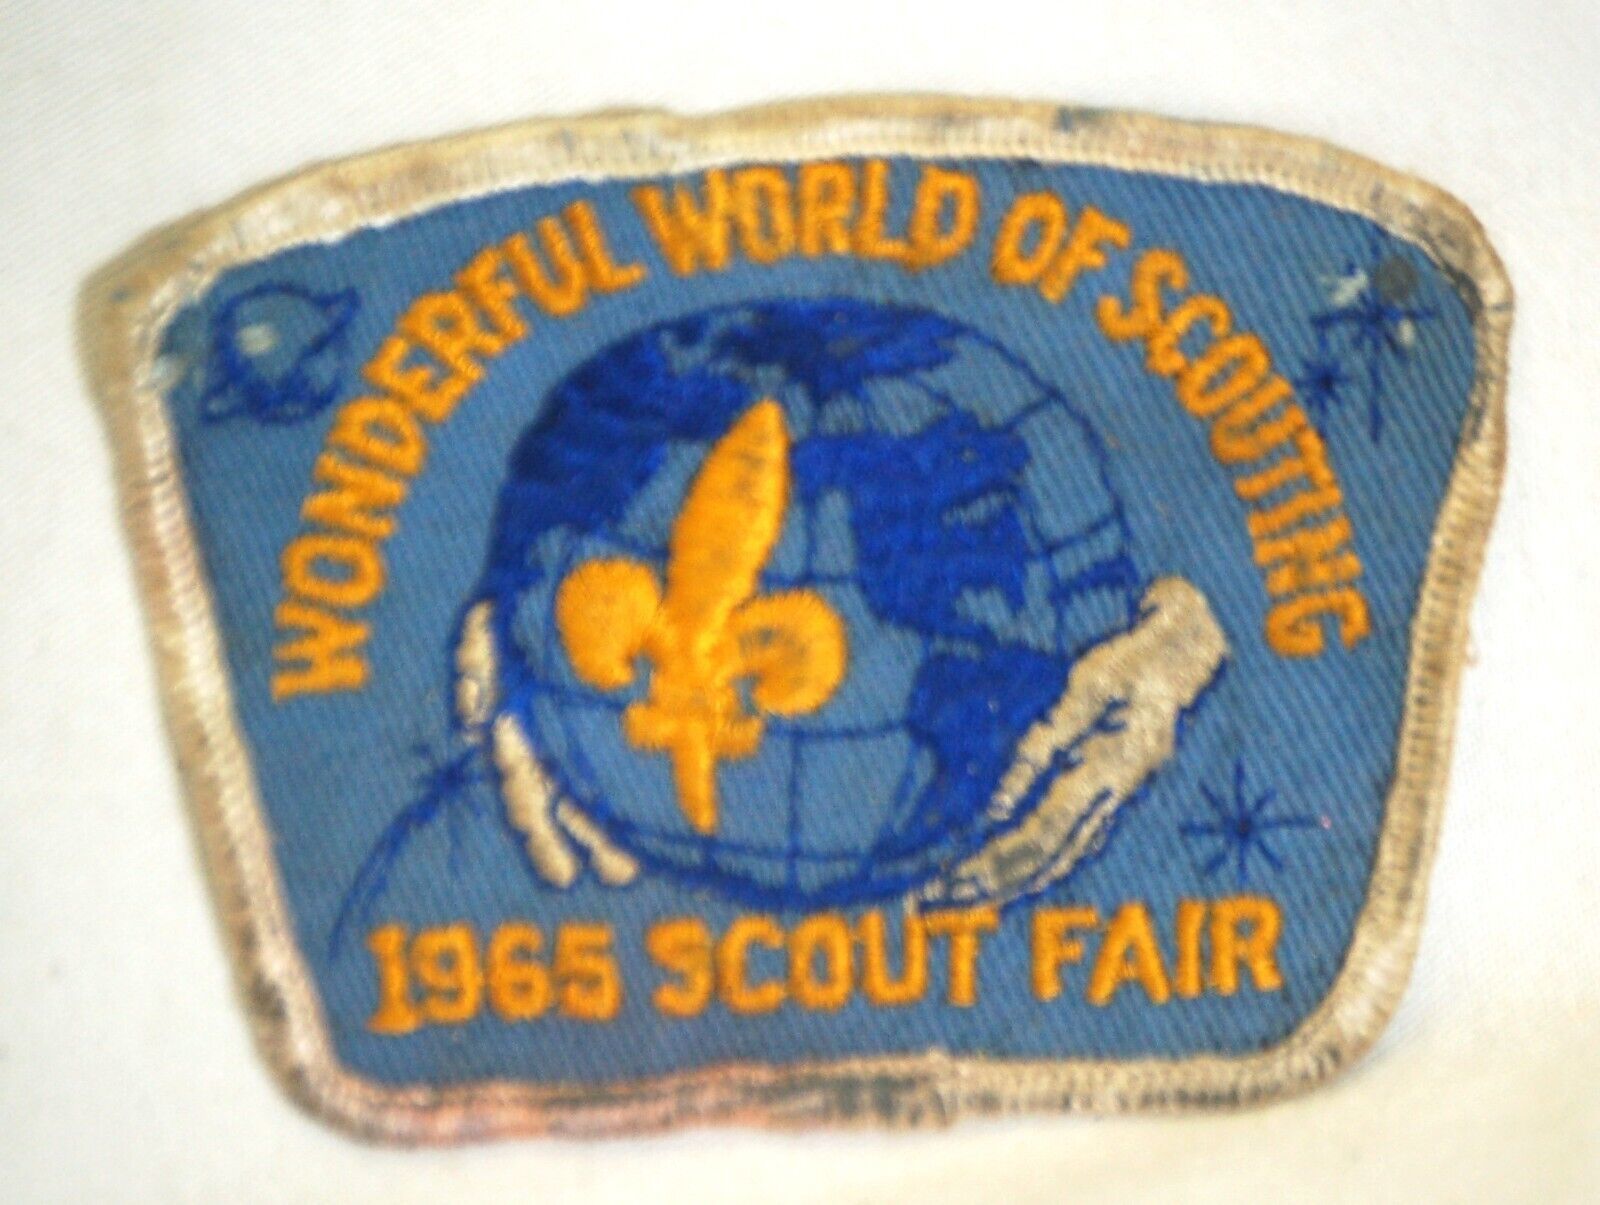 WONDERFUL WORLD OF SCOUTING
1965 SCOUT FAIR